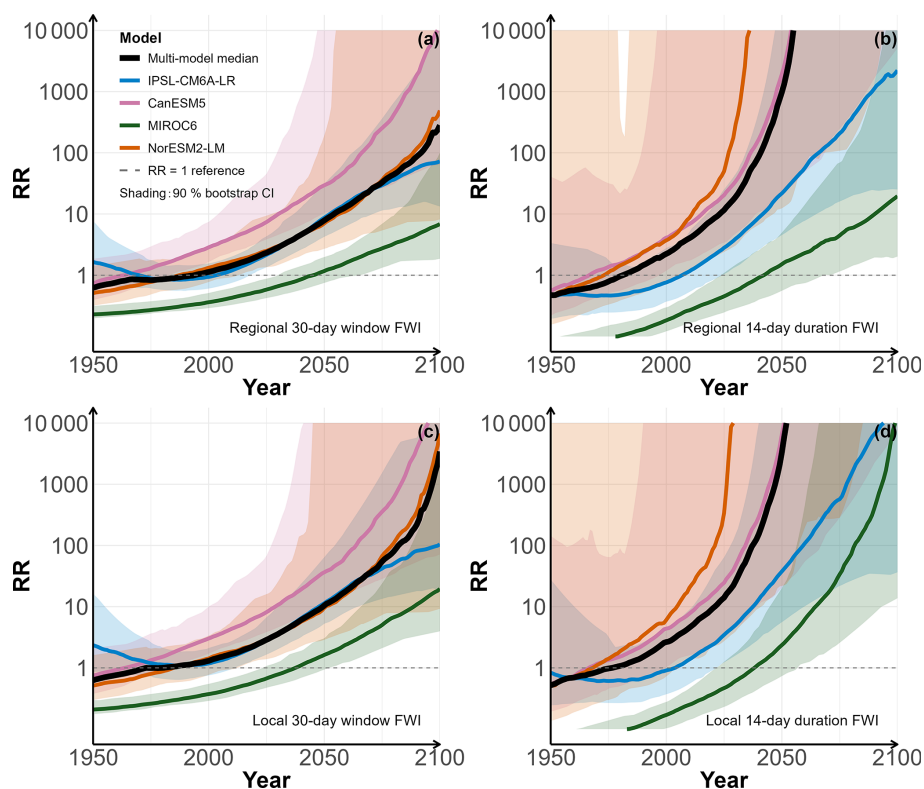 (a)
RR
10 000
1000
100
10
1
Model
Multi-model median
IPSL-CM6A-LR
CanESM5
MIROC6
NorESM2-LM
RR = 1 reference
Shading: 90 % bootstrap CI
Regional 30-day window FWI
1950 2000 2050 2100
Year
(b)
RR
10 000
1000
100
10
1
Regional 14-day duration FWI
1950 2000 2050 2100
Year
(c)
RR
10 000
1000
100
10
1
Local 30-day window FWI
1950 2000 2050 2100
Year
(d)
RR
10 000
1000
100
10
1
Local 14-day duration FWI
1950 2000 2050 2100
Year